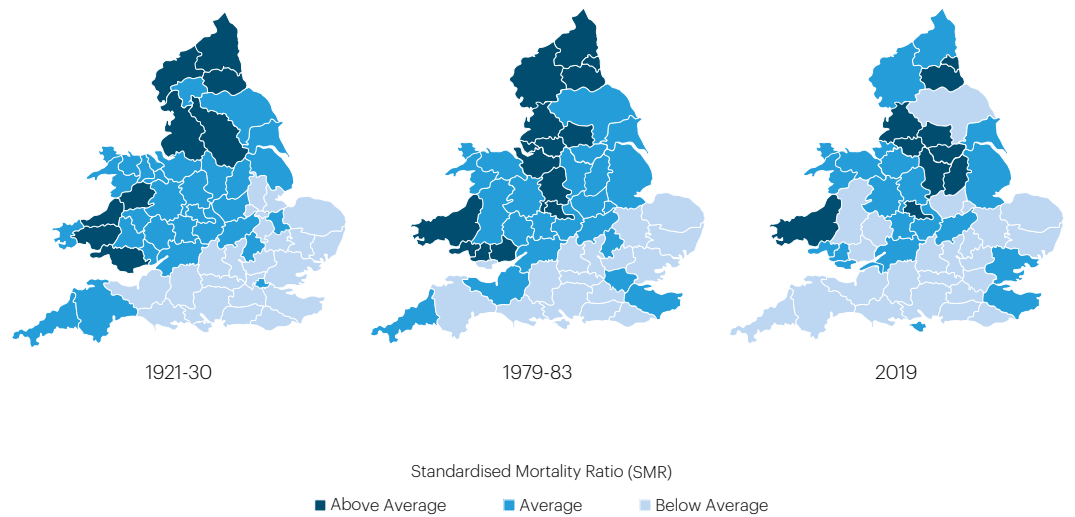 1921-30
1979-83
2019
Standardised Mortality Ratio (SMR)
Above Average
Average
Below Average